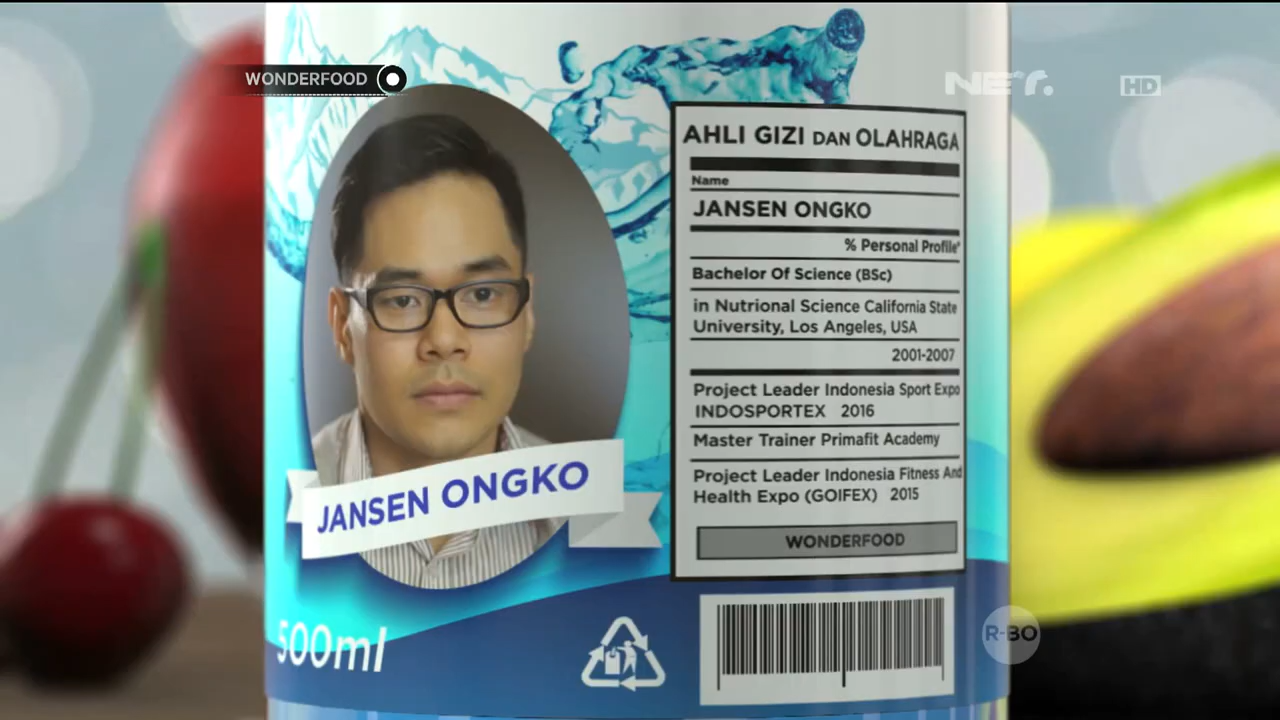 WONDERFOOD
NET.
HD
AHLI GIZI DAN OLAHRAGA
Name
JANSEN ONGKO
% Personal Profile*
Bachelor Of Science (BSc)
in Nutrional Science California State
University, Los Angeles, USA
2001-2007
Project Leader Indonesia Sport Expo
INDOSPORTEX 2016
Master Trainer Primafit Academy
Project Leader Indonesia Fitness And
Health Expo (GOIFEX) 2015
WONDERFOOD
JANSEN ONGKO
500ml
R-BO